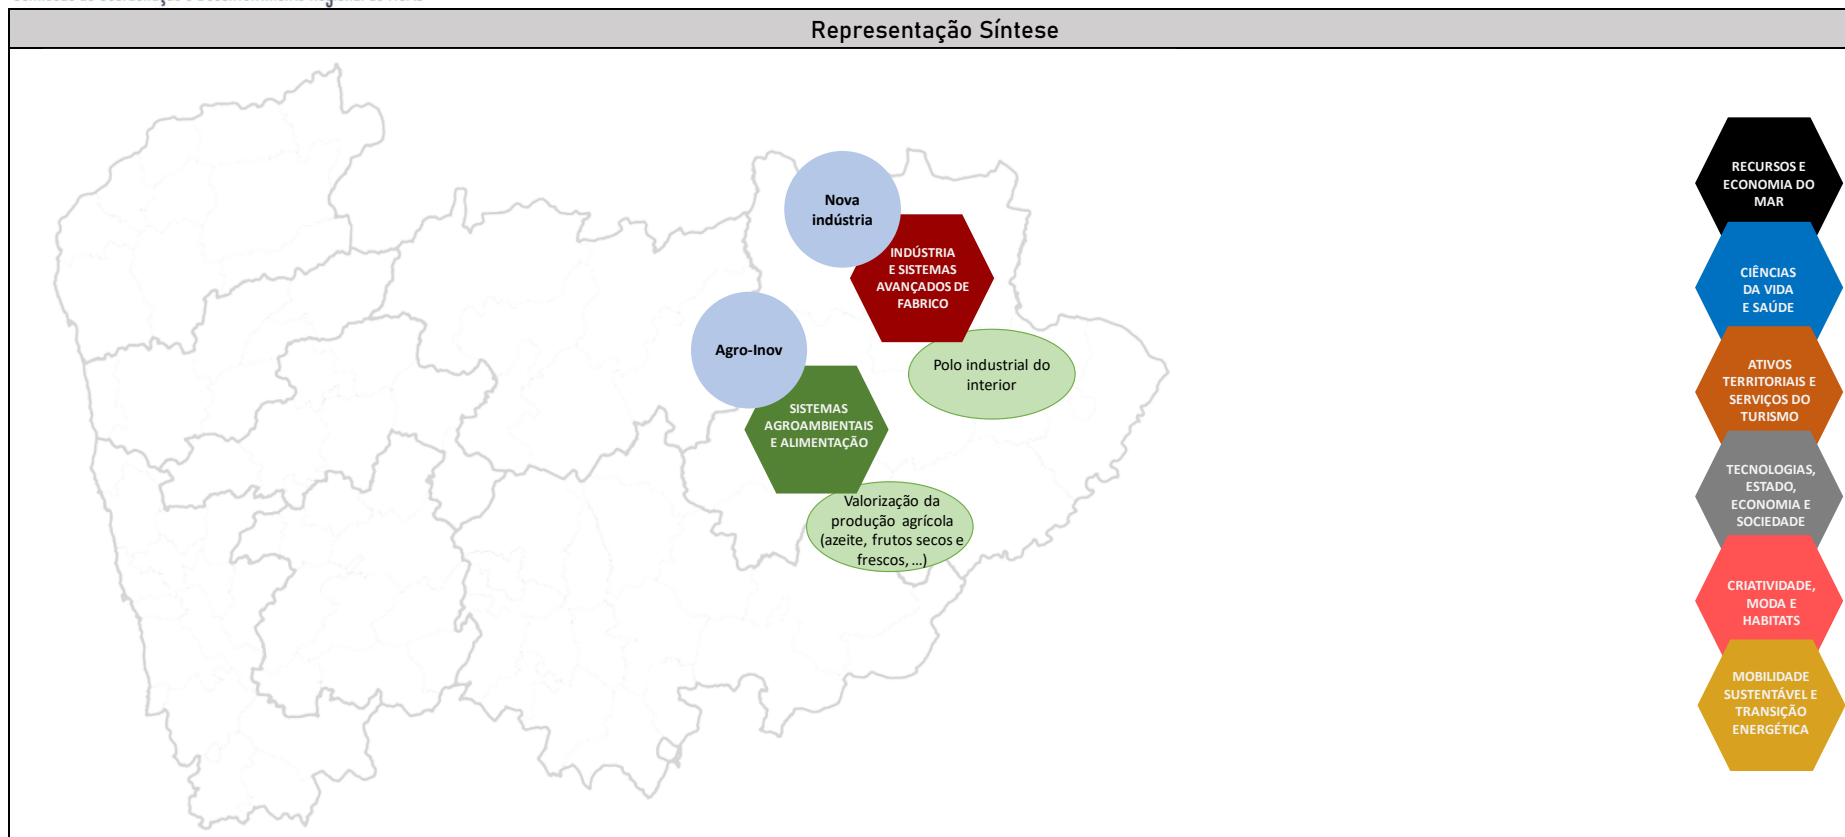 Representação Síntese
Nova
indústria
INDÚSTRIA
E SISTEMAS
AVANÇADOS DE
FABRICO
Polo industrial do
interior
Agro-Inov
SISTEMAS
AGROAMBIENTAIS
E ALIMENTAÇÃO
Valorização da
produção agrícola
(azeite, frutos secos e
frescos, ...)
RECURSOS E
ECONOMIA DO
MAR
CIÊNCIAS
DA VIDA
E SAÚDE
ATIVOS
TERRITORIAIS E
SERVIÇOS DO
TURISMO
TECNOLOGIAS,
ESTADO,
ECONOMIA E
SOCIEDADE
CRIATIVIDADE,
MODA E
HABITATS
MOBILIDADE
SUSTENTÁVEL E
TRANSIÇÃO
ENERGÉTICA